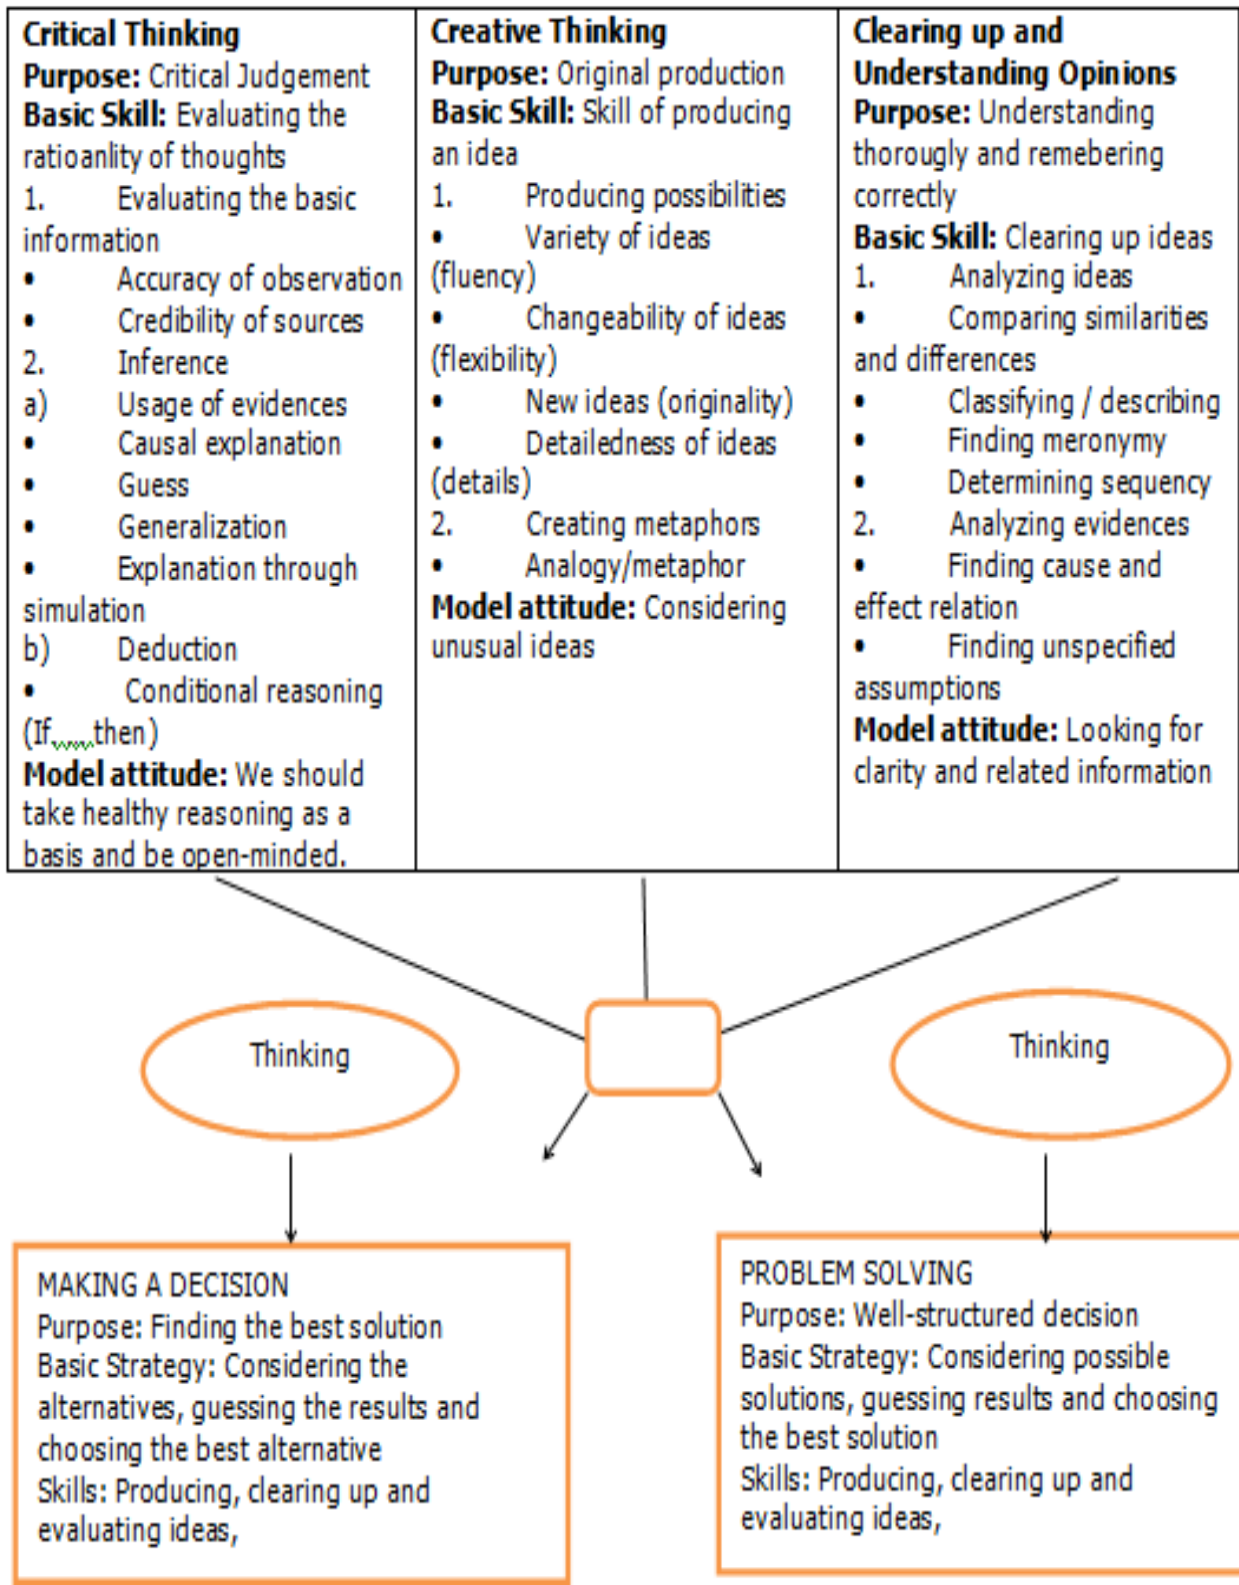 Critical Thinking
Purpose: Critical Judgement
Basic Skill: Evaluating the
ratioanlity of thoughts
1. Evaluating the basic
information
• Accuracy of observation
• Credibility of sources
2. Inference
a) Usage of evidences
• Causal explanation
• Guess
• Generalization
• Explanation through
simulation
b) Deduction
• Conditional reasoning
(If.....then)
Model attitude: We should
take healthy reasoning as a
basis and be open-minded.
Creative Thinking
Purpose: Original production
Basic Skill: Skill of producing
an idea
1. Producing possibilities
• Variety of ideas
(fluency)
• Changeability of ideas
(flexibility)
• New ideas (originality)
• Detailedness of ideas
(details)
2. Creating metaphors
• Analogy/metaphor
Model attitude: Considering
unusual ideas
Clearing up and
Understanding Opinions
Purpose: Understanding
thorougly and remebering
correctly
Basic Skill: Clearing up ideas
1. Analyzing ideas
• Comparing similarities
and differences
• Classifying / describing
• Finding meronymy
• Determining sequency
2. Analyzing evidences
• Finding cause and
effect relation
• Finding unspecified
assumptions
Model attitude: Looking for
clarity and related information
Thinking
Thinking
MAKING A DECISION
Purpose: Finding the best solution
Basic Strategy: Considering the
alternatives, guessing the results and
choosing the best alternative
Skills: Producing, clearing up and
evaluating ideas,
PROBLEM SOLVING
Purpose: Well-structured decision
Basic Strategy: Considering possible
solutions, guessing results and choosing
the best solution
Skills: Producing, clearing up and
evaluating ideas,